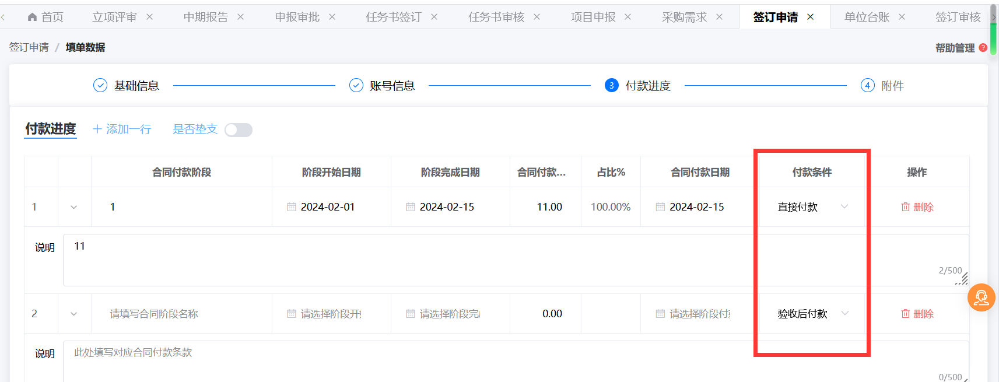 首页 立项评审 中期报告 申报审批 任务书签订 任务书审核 项目申报 采购需求 签订申请 单位台账 签订审核
签订申请 / 填单数据 帮助管理 ?
基础信息 账号信息 3 付款进度 4 附件
付款进度 + 添加一行 是否垫支
合同付款阶段 阶段开始日期 阶段完成日期 合同付款... 占比% 合同付款日期 付款条件 操作
1 1 2024-02-01 2024-02-15 11.00 100.00% 2024-02-15 直接付款 删除
说明 11
2/500
2 请填写合同阶段名称 请选择阶段开 请选择阶段完 0.00 请选择阶段付 验收后付款 删除
说明 此处填写对应合同付款条款
0/500